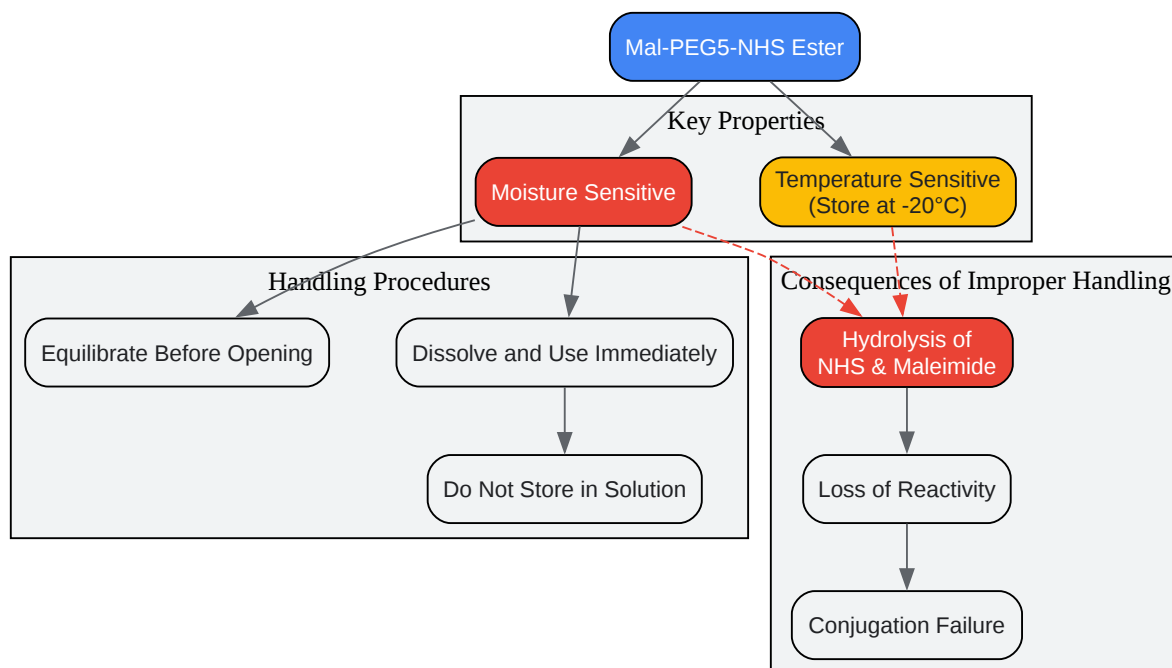 Mal-PEG5-NHS Ester
Key Properties
Moisture Sensitive
Temperature Sensitive
(Store at -20°C)
Handling Procedures
Equilibrate Before Opening
Dissolve and Use Immediately
Do Not Store in Solution
Consequences of Improper Handling
Hydrolysis of
NHS & Maleimide
Loss of Reactivity
Conjugation Failure